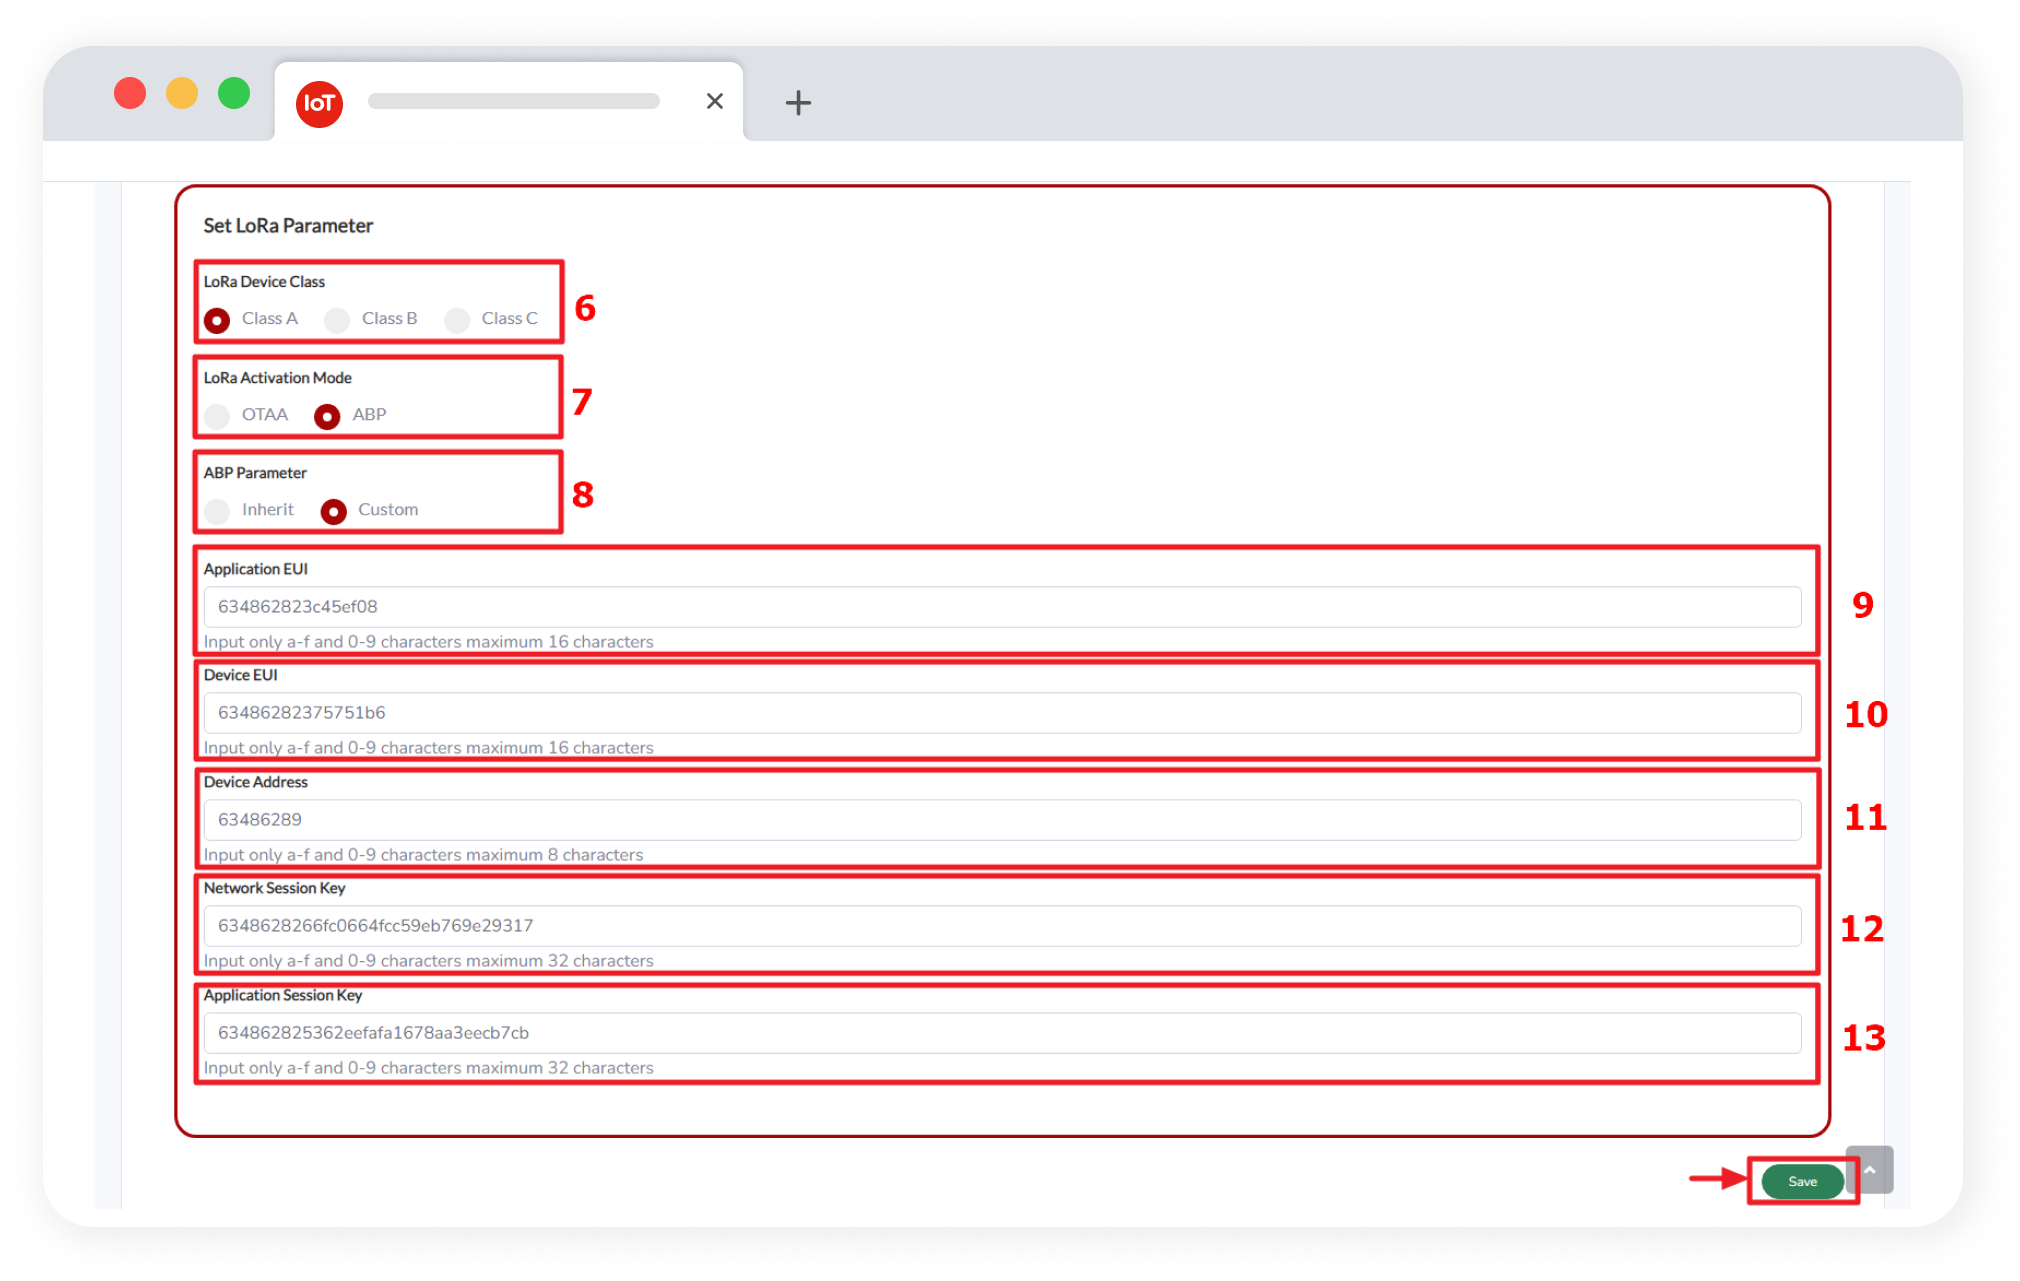 IoT
Set LoRa Parameter
LoRa Device Class
Class A Class B Class C
6
LoRa Activation Mode
OTAA ABP
7
ABP Parameter
Inherit Custom
8
Application EUI
634862823c45ef08
Input only a-f and 0-9 characters maximum 16 characters
9
Device EUI
63486282375751b6
Input only a-f and 0-9 characters maximum 16 characters
10
Device Address
63486289
Input only a-f and 0-9 characters maximum 8 characters
11
Network Session Key
6348628266fc0664fcc59eb769e29317
Input only a-f and 0-9 characters maximum 32 characters
12
Application Session Key
634862825362eefafa1678aa3eecb7cb
Input only a-f and 0-9 characters maximum 32 characters
13
Save